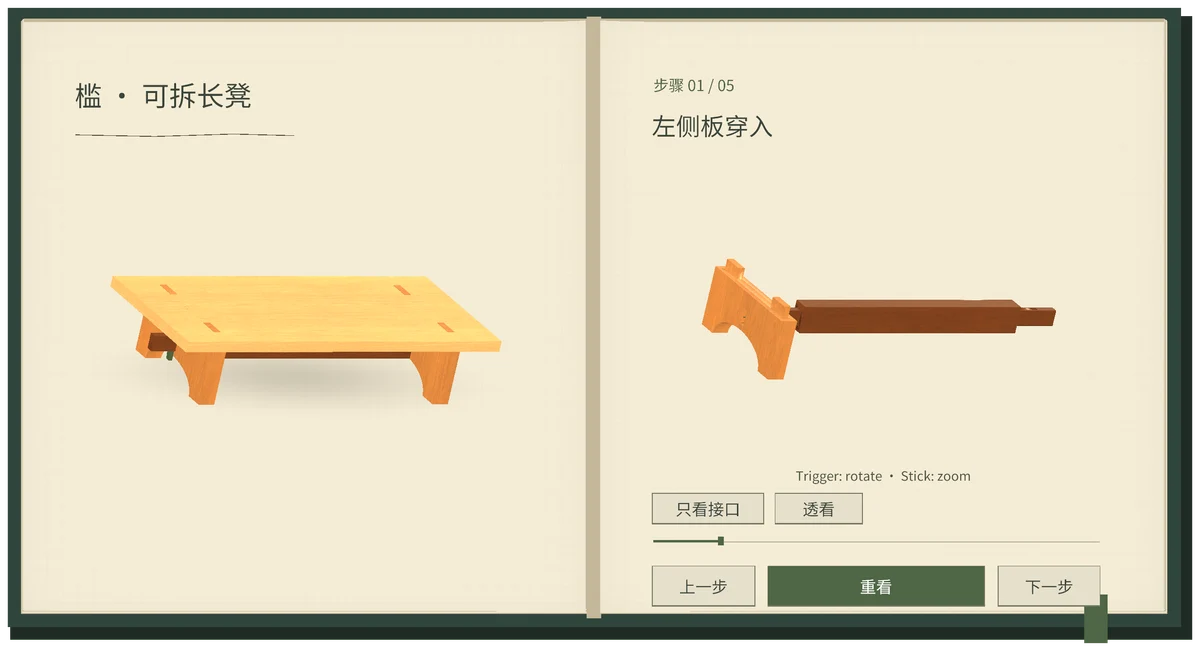 槛 · 可拆长凳
步骤 01 / 05
左侧板穿入
Trigger: rotate · Stick: zoom
只看接口
透看
上一步
重看
下一步